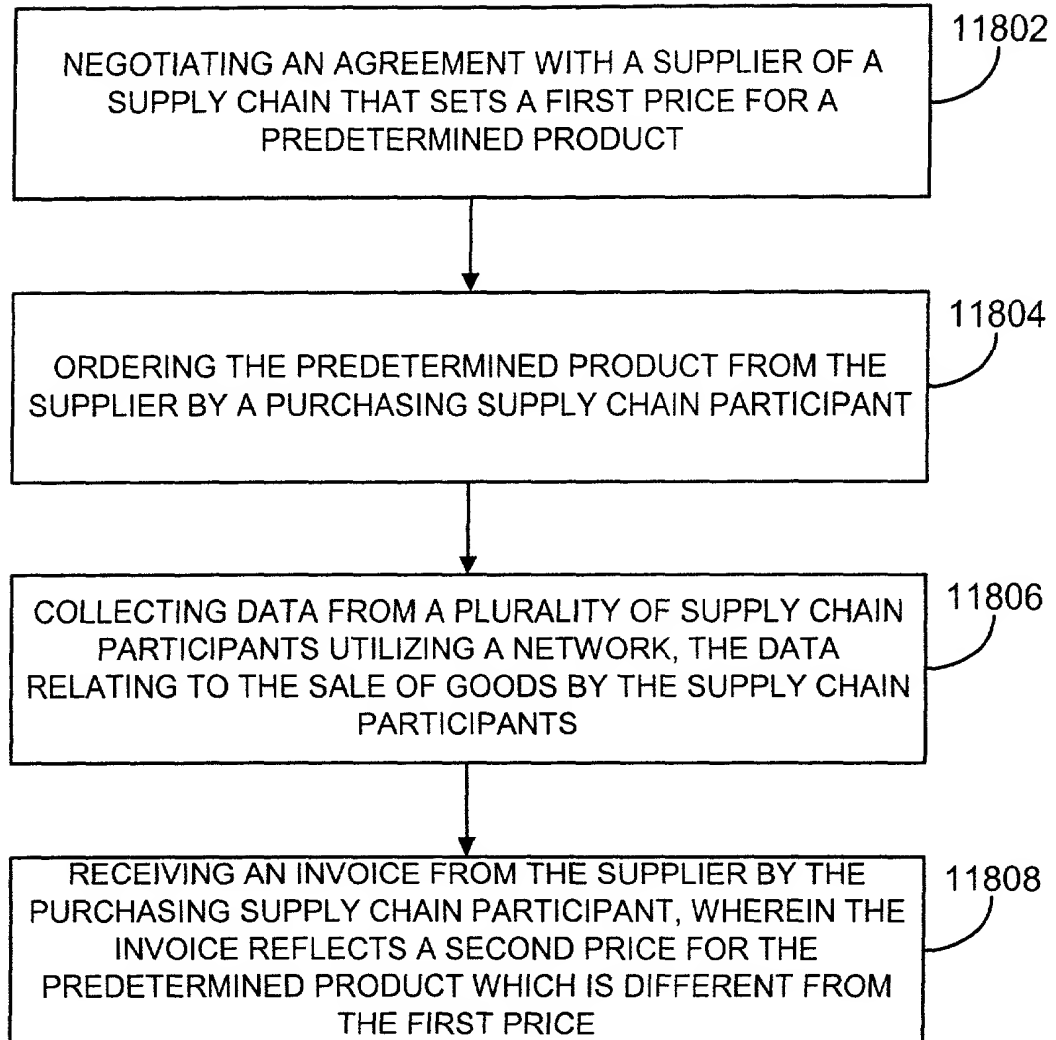 11802
NEGOTIATING AN AGREEMENT WITH A SUPPLIER OF A
SUPPLY CHAIN THAT SETS A FIRST PRICE FOR A
PREDETERMINED PRODUCT
11804
ORDERING THE PREDETERMINED PRODUCT FROM THE
SUPPLIER BY A PURCHASING SUPPLY CHAIN PARTICIPANT
11806
COLLECTING DATA FROM A PLURALITY OF SUPPLY CHAIN
PARTICIPANTS UTILIZING A NETWORK, THE DATA
RELATING TO THE SALE OF GOODS BY THE SUPPLY CHAIN
PARTICIPANTS
11808
RECEIVING AN INVOICE FROM THE SUPPLIER BY THE
PURCHASING SUPPLY CHAIN PARTICIPANT, WHEREIN THE
INVOICE REFLECTS A SECOND PRICE FOR THE
PREDETERMINED PRODUCT WHICH IS DIFFERENT FROM
THE FIRST PRICE